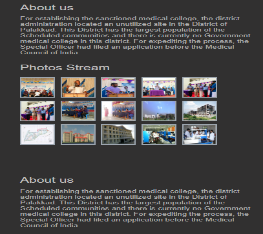 About us
For establishing the sanctioned medical college, the district
administration located an unutilized site in the District of
Palakkad. This District has the largest population of the
Scheduled communities and there is currently no Government
medical college in this district. For expediting the process, the
Special Officer had filed an application before the Medical
Council of India.
Photos Stream
About us
For establishing the sanctioned medical college, the district
administration located an unutilized site in the District of
Palakkad. This District has the largest population of the
Scheduled communities and there is currently no Government
medical college in this district. For expediting the process, the
Special Officer had filed an application before the Medical
Council of India.